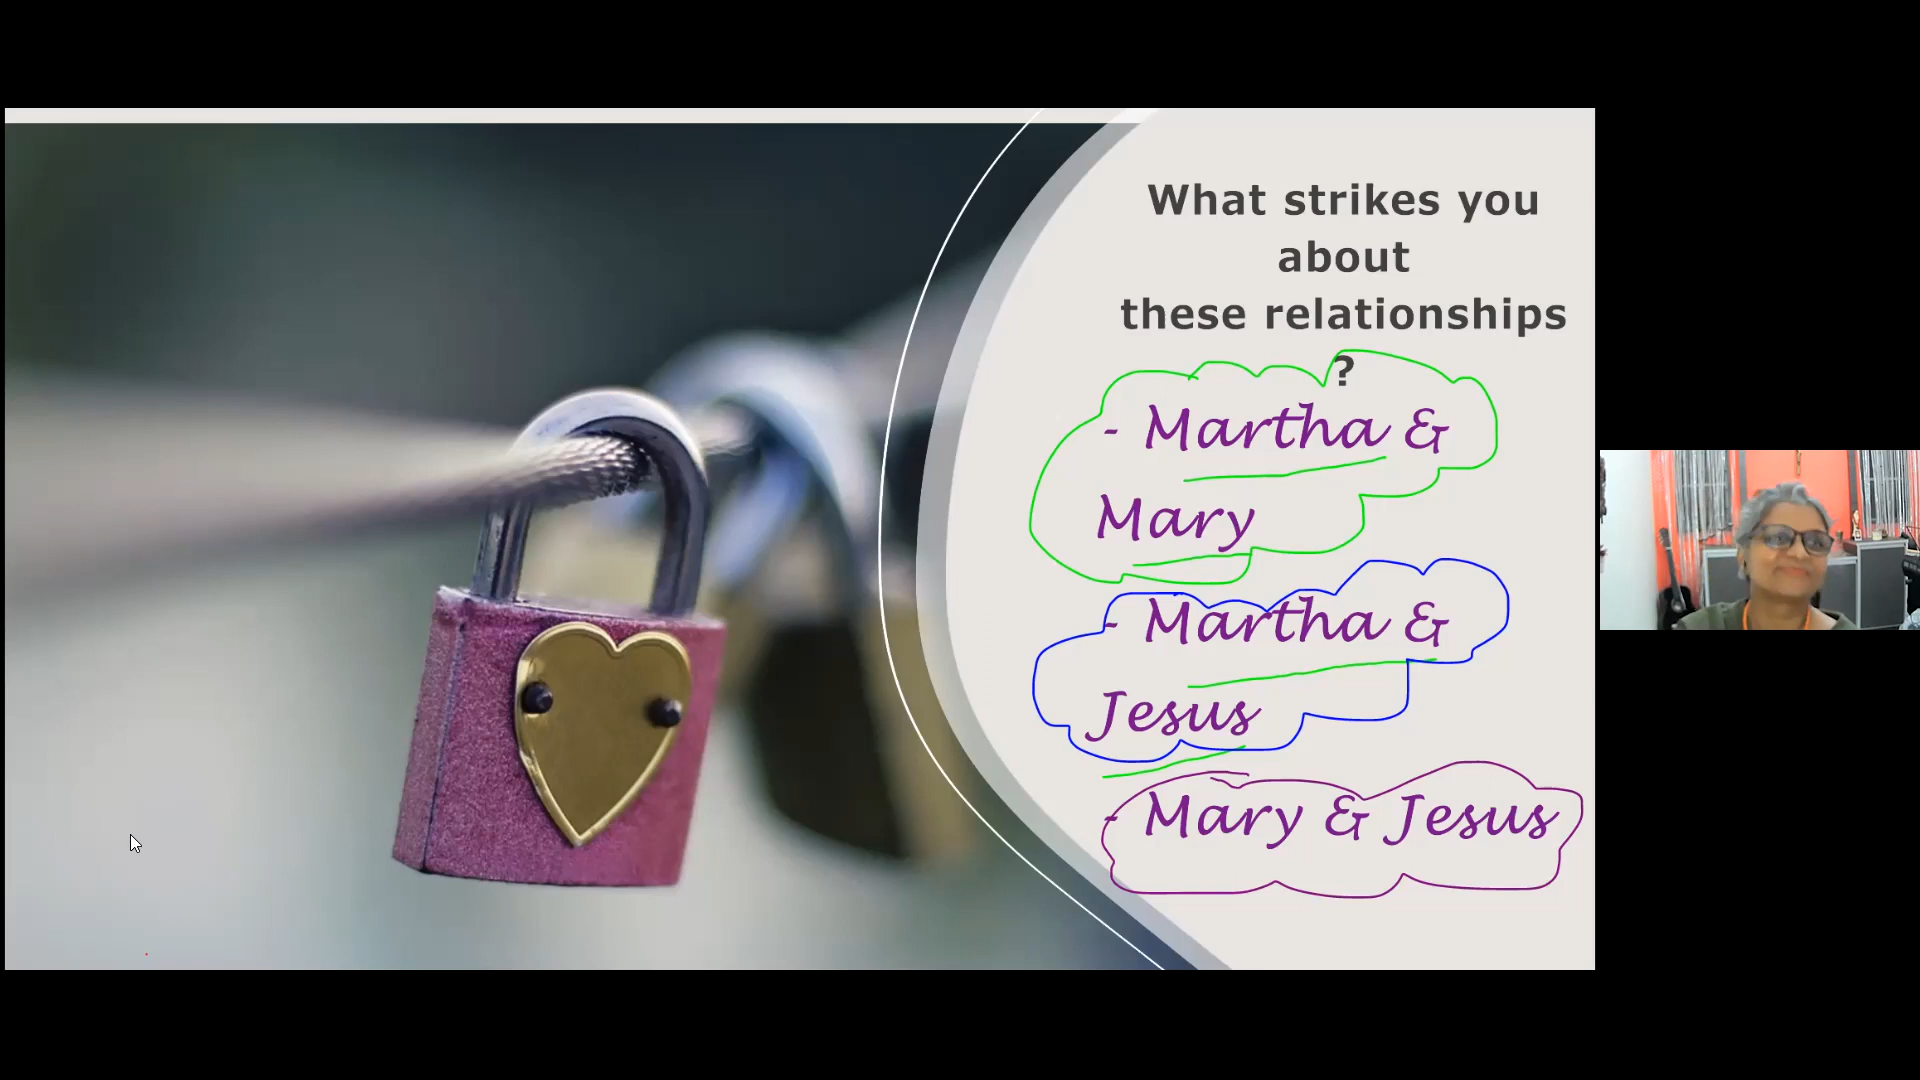 What strikes you
about
these relationships
?
- Martha &
Mary
- Martha &
Jesus
- Mary & Jesus